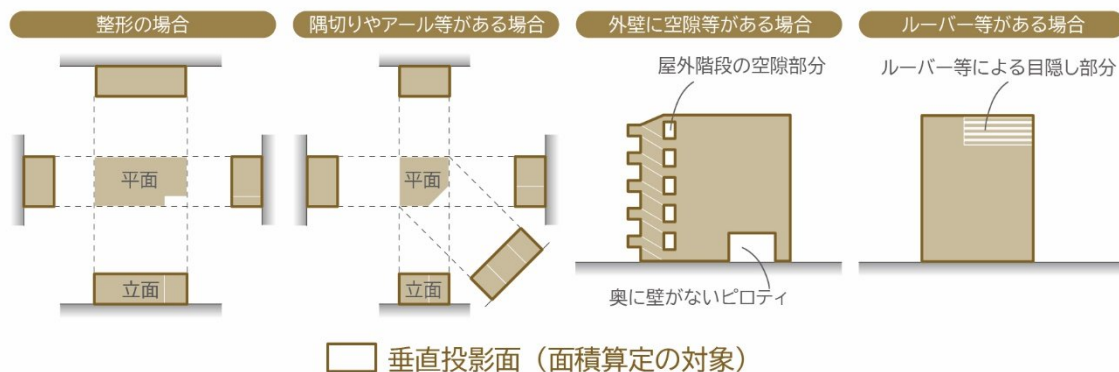 整形の場合
隅切りやアール等がある場合
外壁に空隙等がある場合
ルーバー等がある場合
平面
立面
平面
立面
屋外階段の空隙部分
奥に壁がないピロティ
ルーバー等による目隠し部分
垂直投影面（面積算定の対象）